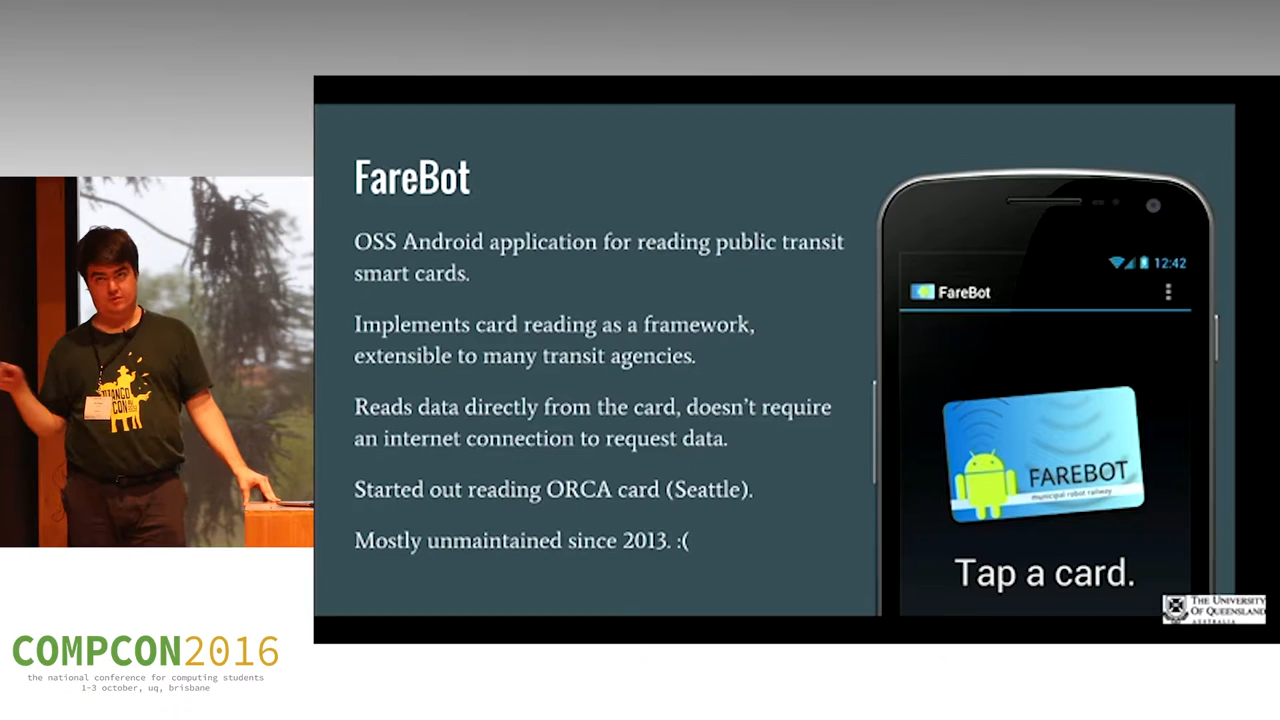 FareBot
OSS Android application for reading public transit
smart cards.
Implements card reading as a framework,
extensible to many transit agencies.
Reads data directly from the card, doesn't require
an internet connection to request data.
Started out reading ORCA card (Seattle).
Mostly unmaintained since 2013. :(
12:42
FareBot
FAREBOT
municipal robot railway
Tap a card.
THE UNIVERSITY
OF QUEENSLAND
AUSTRALIA
DJANGO
CON
COMPCON2016
the national conference for computing students
1-3 october, uq, brisbane